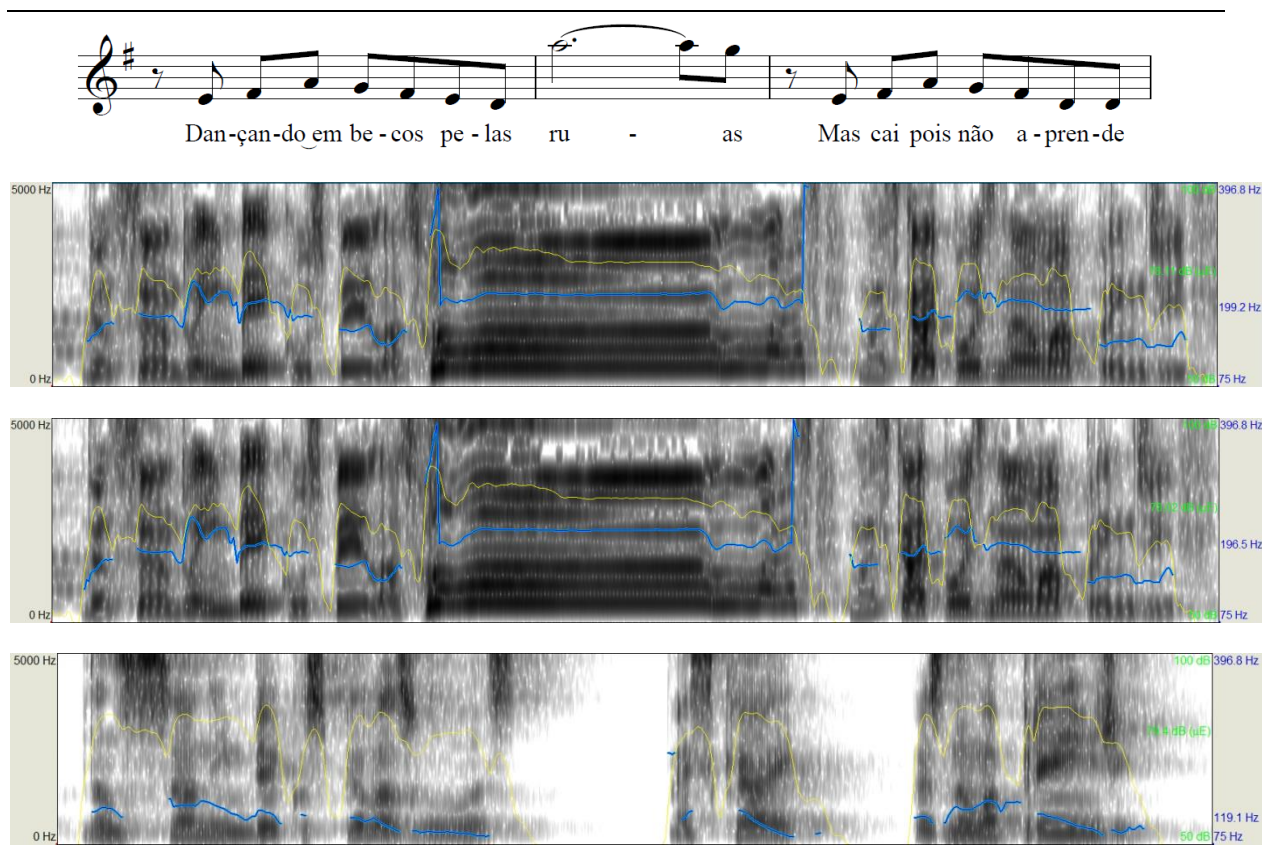 Dan-çan-do em be - cos pe - las ru - as Mas cai pois não a - pren-de
5000 Hz 396.8 Hz
199.2 Hz
0 Hz 75 Hz
5000 Hz 396.8 Hz
196.5 Hz
0 Hz 75 Hz
5000 Hz 100 dB 396.8 Hz
dB (µE)
119.1 Hz
0 Hz 50 dB 75 Hz